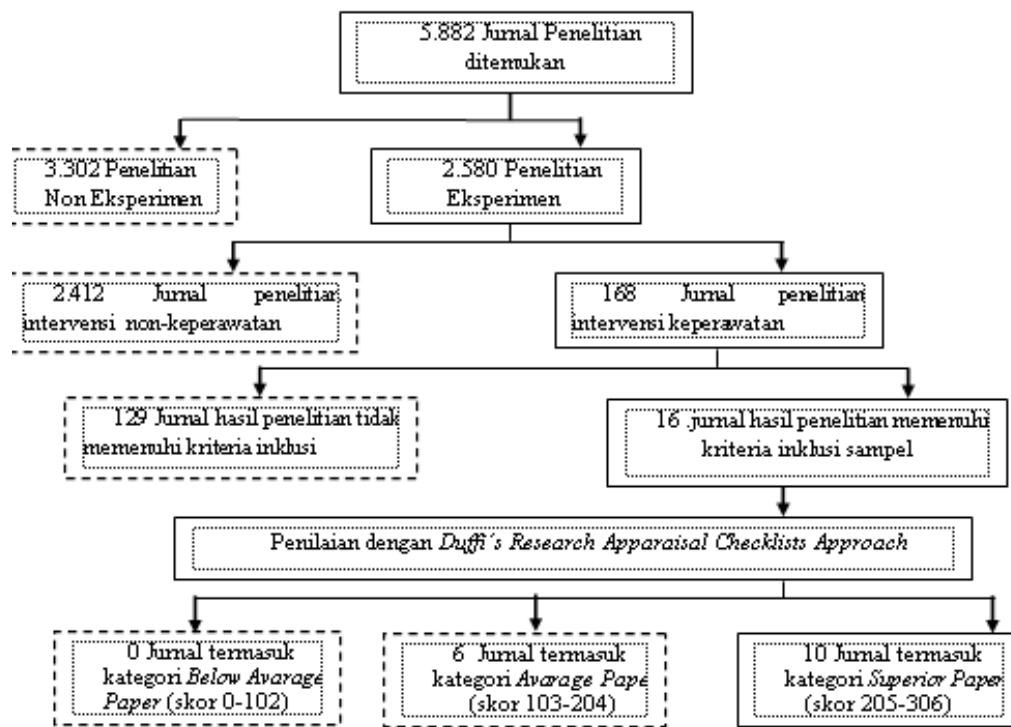 5.882 Jurnal Penelitian
ditemukan
3.302 Penelitian
Non Eksperimen
2.580 Penelitian
Eksperimen
2.412 Jurnal penelitian
intervensi non-keperawatan
168 Jurnal penelitian
intervensi keperawatan
129 Jurnal hasil penelitian tidak
memenuhi kriteria inklusi
16 .jurnal hasil penelitian memenuhi
kriteria inklusi sampel
Penilaian dengan Duffi´s Research Apparaisal Checklists Approach
0 Jurnal termasuk
kategori Below Avarage
Paper (skor 0-102)
6 Jurnal termasuk
kategori Avarage Pape
(skor 103-204)
10 Jurnal termasuk
kategori Superior Paper
(skor 205-306)